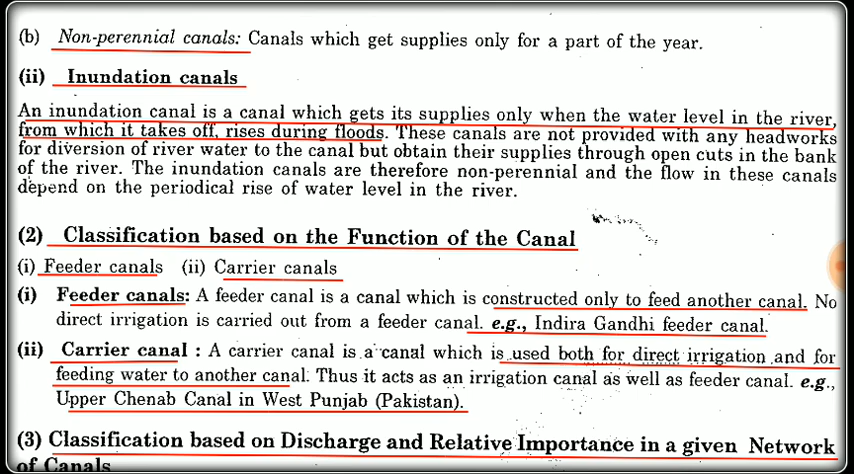 (b) Non-perennial canals: Canals which get supplies only for a part of the year.
(ii) Inundation canals
An inundation canal is a canal which gets its supplies only when the water level in the river,
from which it takes off, rises during floods. These canals are not provided with any headworks
for diversion of river water to the canal but obtain their supplies through open cuts in the bank
of the river. The inundation canals are therefore non-perennial and the flow in these canals
depend on the periodical rise of water level in the river.
(2) Classification based on the Function of the Canal
(i) Feeder canals (ii) Carrier canals
(i) Feeder canals: A feeder canal is a canal which is constructed only to feed another canal. No
direct irrigation is carried out from a feeder canal. e.g., Indira Gandhi feeder canal.
(ii) Carrier canal : A carrier canal is a canal which is used both for direct irrigation and for
feeding water to another canal. Thus it acts as an irrigation canal as well as feeder canal. e.g.,
Upper Chenab Canal in West Punjab (Pakistan).
(3) Classification based on Discharge and Relative Importance in a given Network
of Canals